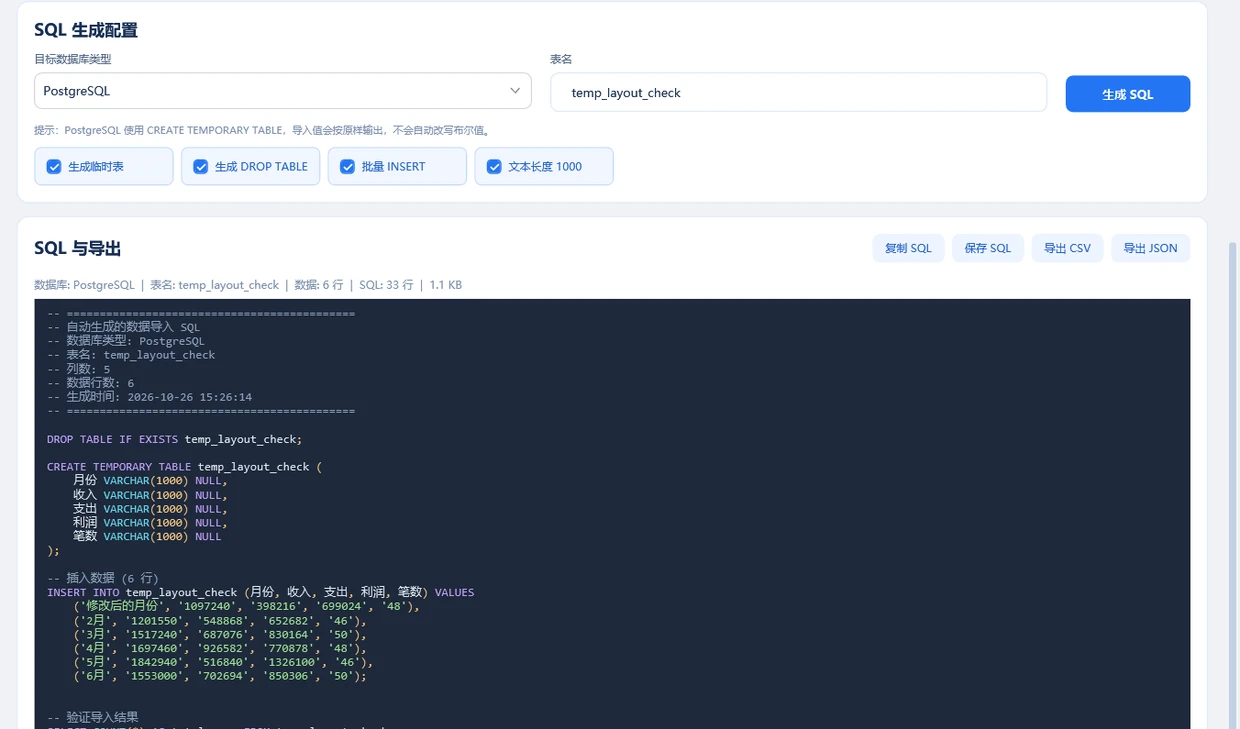 SQL 生成配置
目标数据库类型
表名
PostgreSQL
temp_layout_check
生成 SQL
提示：PostgreSQL 使用 CREATE TEMPORARY TABLE，导入值会按原样输出，不会自动改写布尔值。
生成临时表
生成 DROP TABLE
批量 INSERT
文本长度 1000
SQL 与导出
复制 SQL
保存 SQL
导出 CSV
导出 JSON
数据库: PostgreSQL | 表名: temp_layout_check | 数据: 6 行 | SQL: 33 行 | 1.1 KB
-- ============================================
-- 自动生成的数据导入 SQL
-- 数据库类型: PostgreSQL
-- 表名: temp_layout_check
-- 列数: 5
-- 数据行数: 6
-- 生成时间: 2026-10-26 15:26:14
-- ============================================
DROP TABLE IF EXISTS temp_layout_check;
CREATE TEMPORARY TABLE temp_layout_check (
月份 VARCHAR(1000) NULL,
收入 VARCHAR(1000) NULL,
支出 VARCHAR(1000) NULL,
利润 VARCHAR(1000) NULL,
笔数 VARCHAR(1000) NULL
);
-- 插入数据 (6 行)
INSERT INTO temp_layout_check (月份, 收入, 支出, 利润, 笔数) VALUES
('修改后的月份', '1097240', '398216', '699024', '48'),
('2月', '1201550', '548868', '652682', '46'),
('3月', '1517240', '687076', '830164', '50'),
('4月', '1697460', '926582', '770878', '48'),
('5月', '1842940', '516840', '1326100', '46'),
('6月', '1553000', '702694', '850306', '50');
-- 验证导入结果